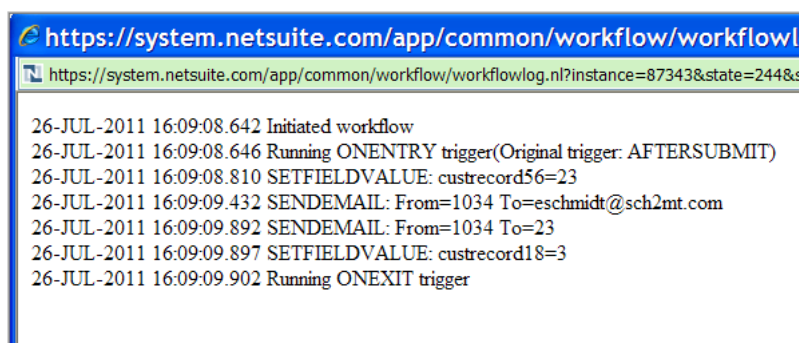 https://system.netsuite.com/app/common/workflow/workflowl
https://system.netsuite.com/app/common/workflow/workflowlog.nl?instance=87343&state=244&s
26-JUL-2011 16:09:08.642 Initiated workflow
26-JUL-2011 16:09:08.646 Running ONENTRY trigger(Original trigger: AFTERSUBMIT)
26-JUL-2011 16:09:08.810 SETFIELDVALUE: custrecord56=23
26-JUL-2011 16:09:09.432 SENDEMAIL: From=1034 To=eschmidt@sch2mt.com
26-JUL-2011 16:09:09.892 SENDEMAIL: From=1034 To=23
26-JUL-2011 16:09:09.897 SETFIELDVALUE: custrecord18=3
26-JUL-2011 16:09:09.902 Running ONEXIT trigger